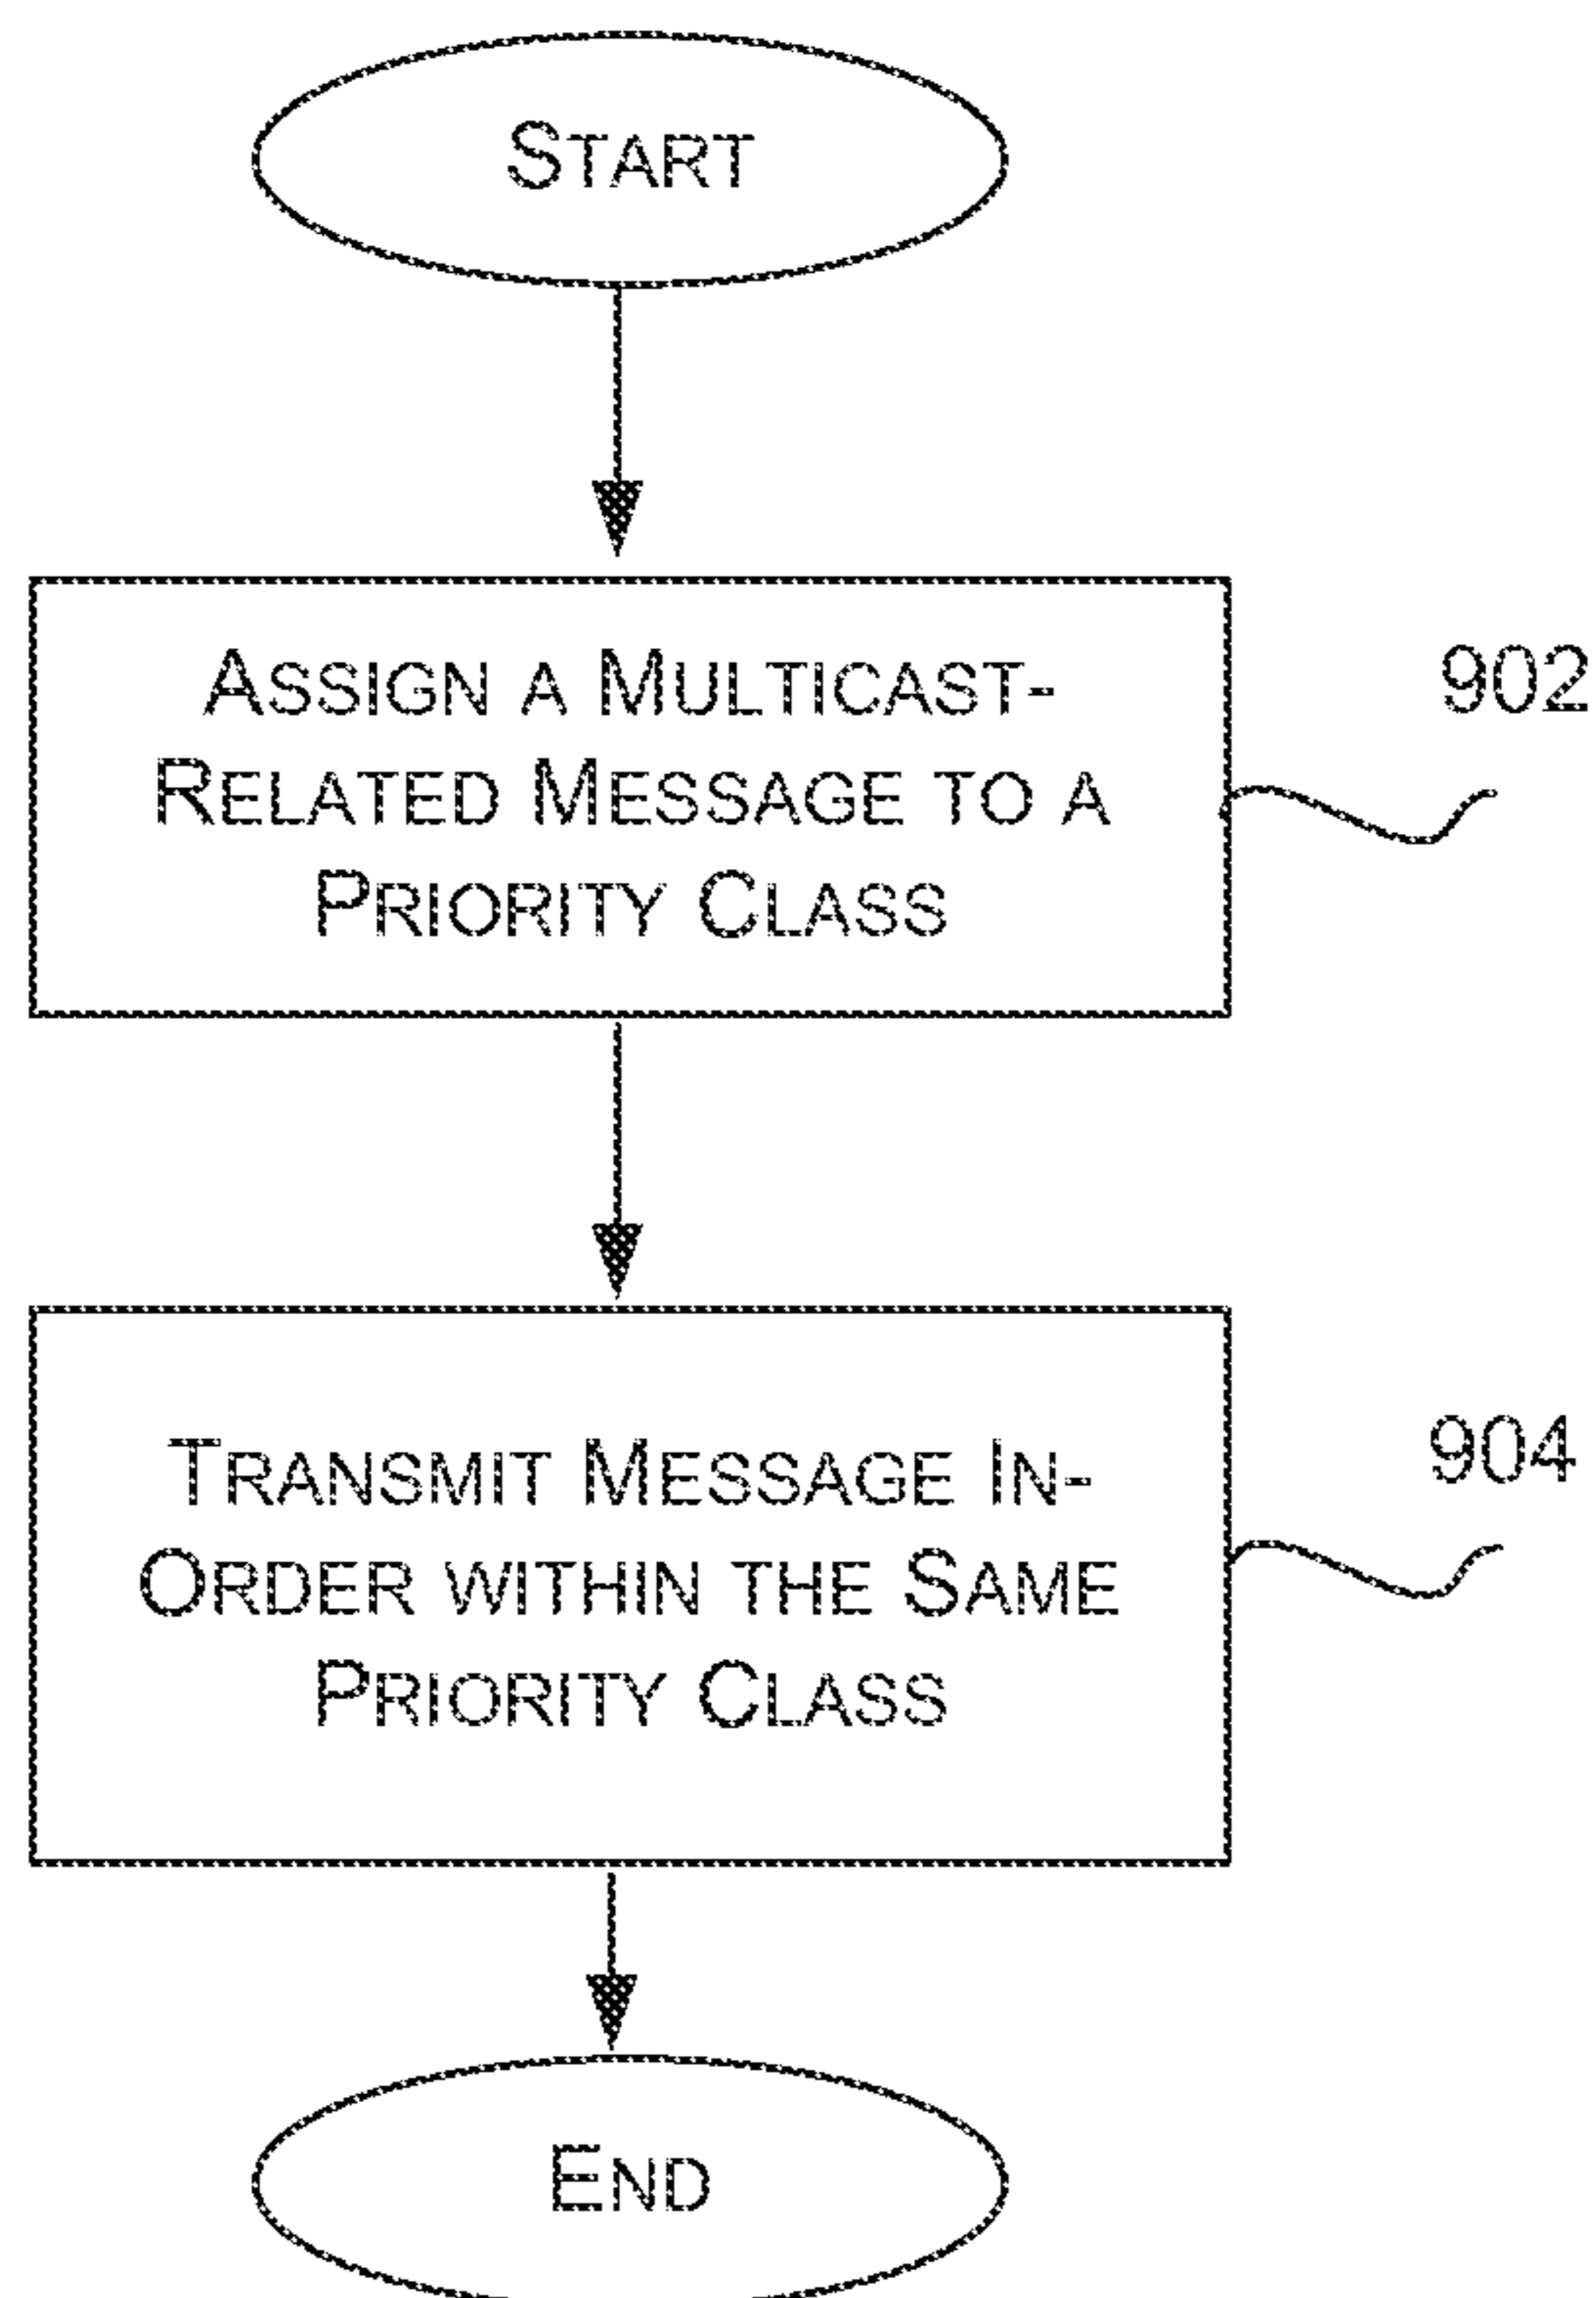 START
ASSIGN A MULTICAST-
RELATED MESSAGE TO A
PRIORITY CLASS
902
TRANSMIT MESSAGE IN-
ORDER WITHIN THE SAME
PRIORITY CLASS
904
END